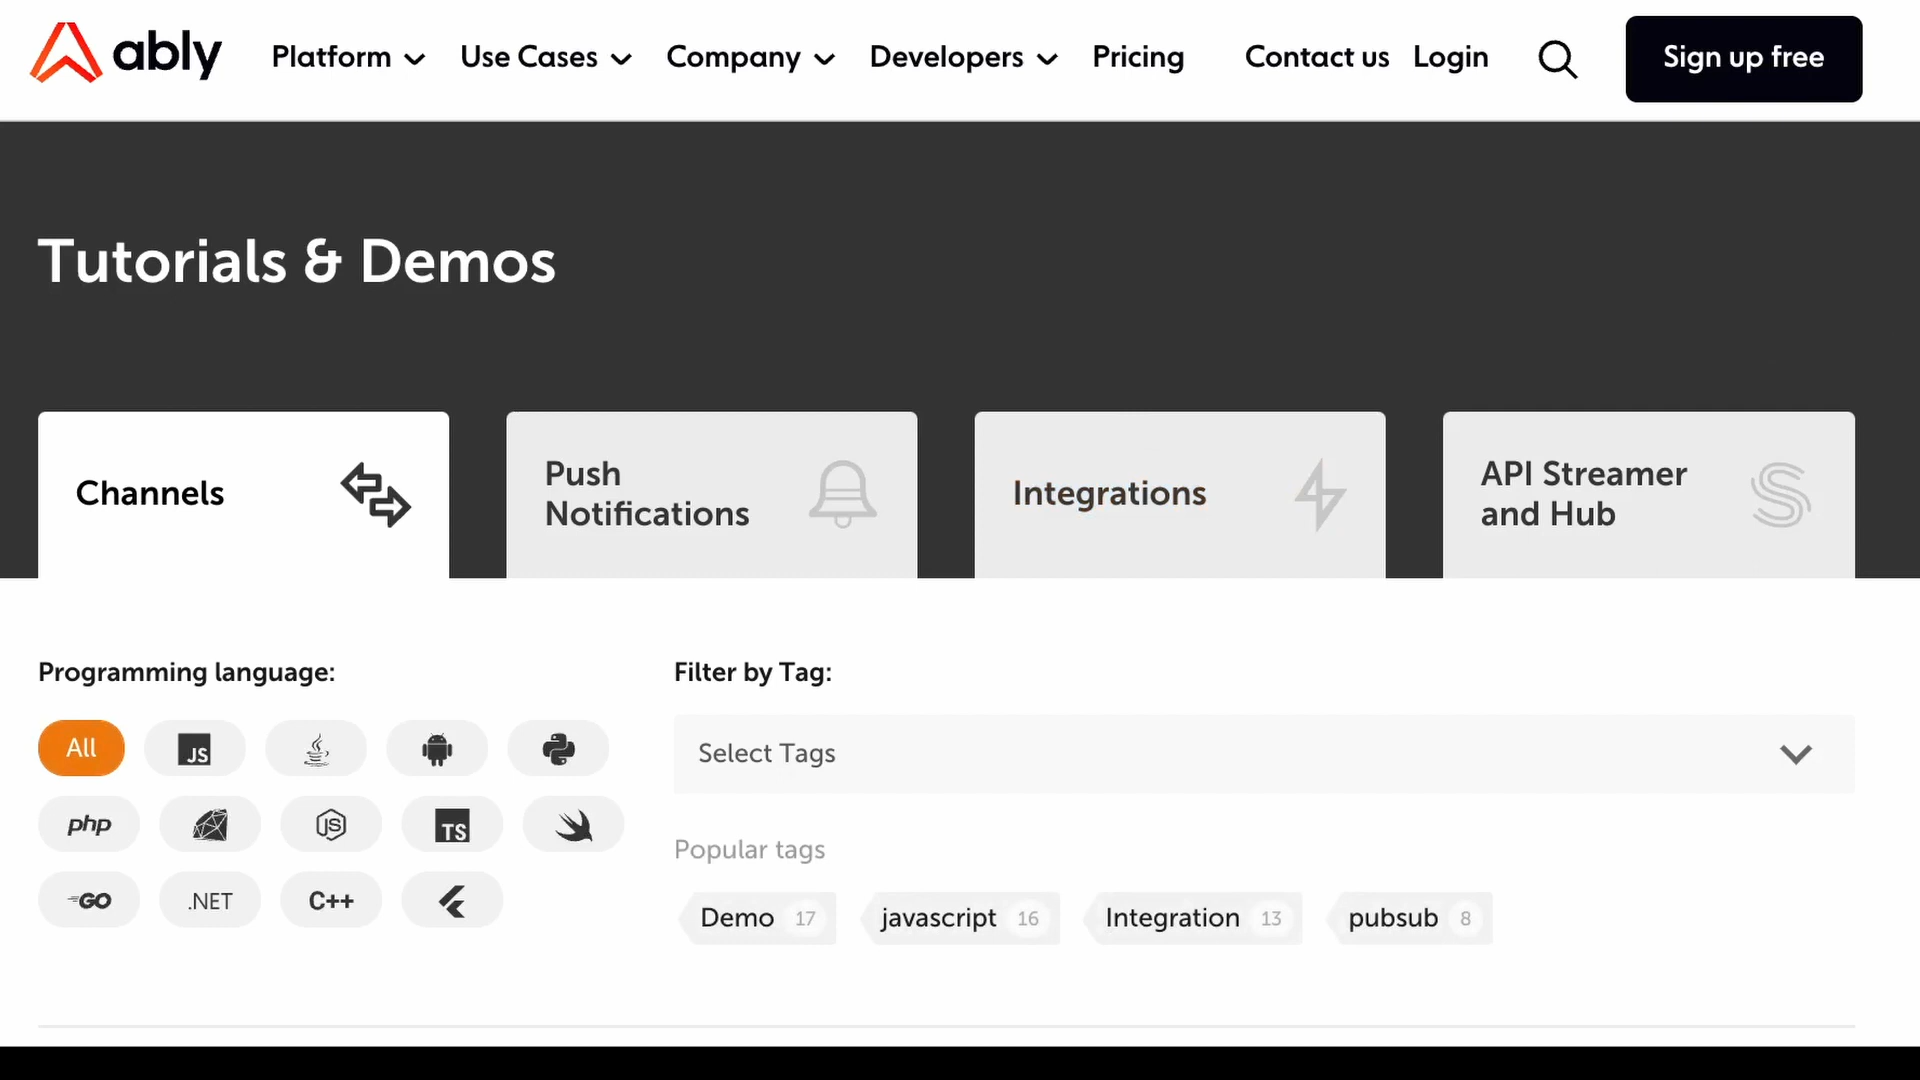 ably Platform Use Cases Company Developers Pricing Contact us Login Sign up free
Tutorials & Demos
Channels
Push
Notifications
Integrations
API Streamer
and Hub
Programming language:
All JS
php JS TS
GO .NET C++
Filter by Tag:
Select Tags
Popular tags
Demo 17 javascript 16 Integration 13 pubsub 8